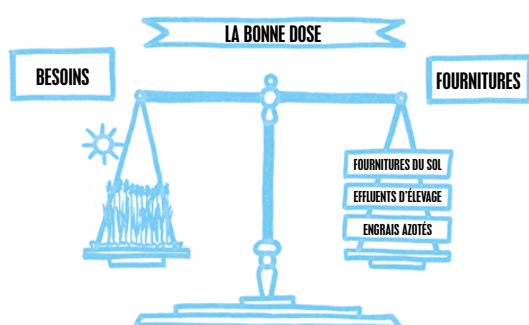 LA BONNE DOSE
BESOINS
FOURNITURES
FOURNITURES DU SOL
EFFLUENTS D'ÉLEVAGE
ENGRAIS AZOTÉS